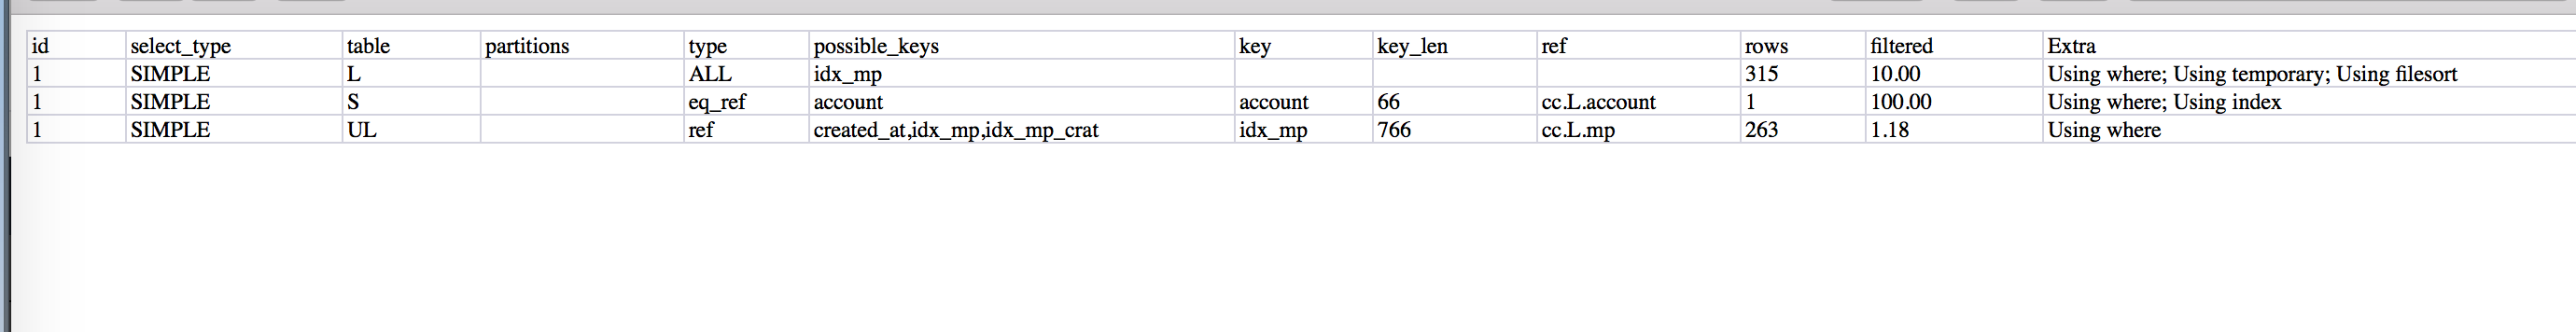 id select_type table partitions type possible_keys key key_len ref rows filtered Extra
1 SIMPLE L ALL idx_mp 315 10.00 Using where; Using temporary; Using filesort
1 SIMPLE S eq_ref account account 66 cc.L.account 1 100.00 Using where; Using index
1 SIMPLE UL ref created_at,idx_mp,idx_mp_crat idx_mp 766 cc.L.mp 263 1.18 Using where